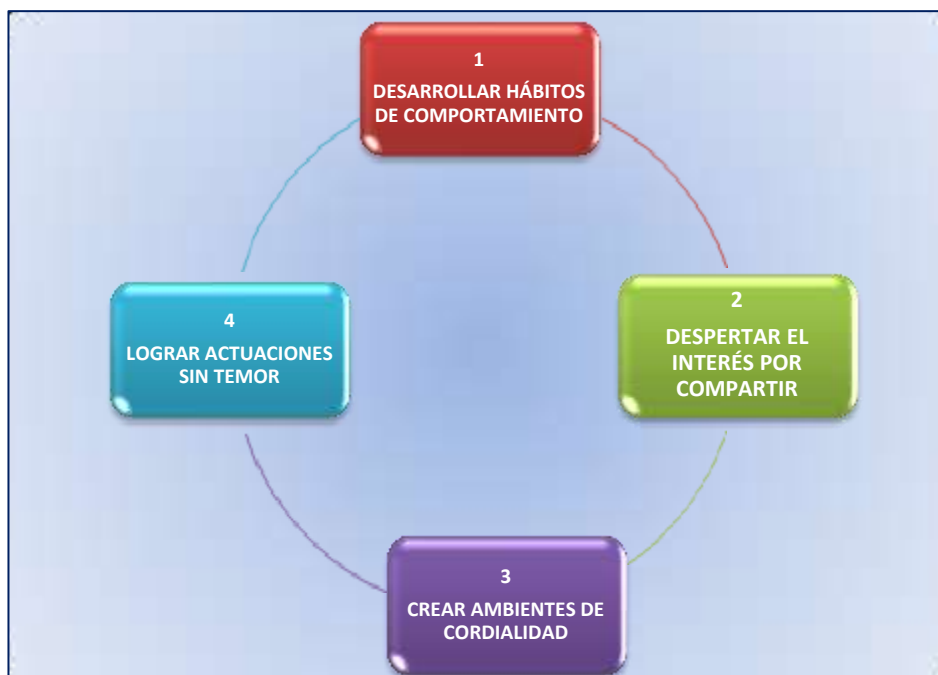 1
DESARROLLAR HÁBITOS
DE COMPORTAMIENTO
2
DESPERTAR EL
INTERÉS POR
COMPARTIR
3
CREAR AMBIENTES DE
CORDIALIDAD
4
LOGRAR ACTUACIONES
SIN TEMOR